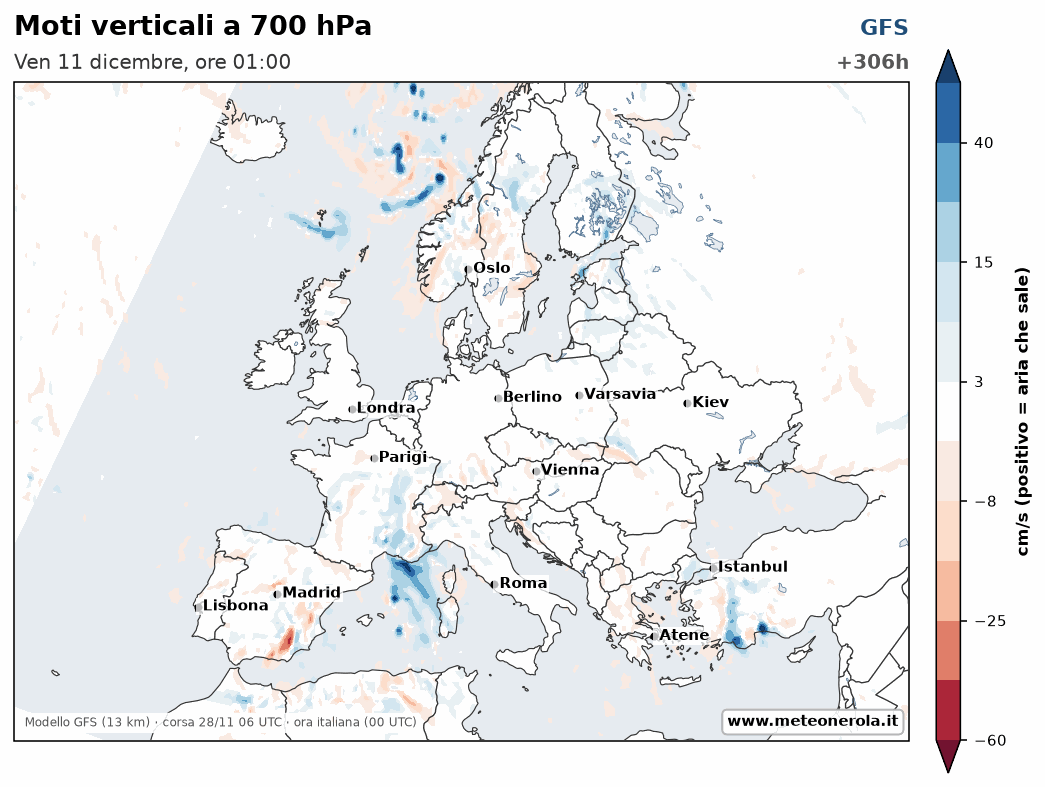 Moti verticali a 700 hPa
GFS
Ven 11 dicembre, ore 01:00
+306h
40
15
3
−8
−25
−60
cm/s (positivo = aria che sale)
Oslo
Londra
Berlino
Varsavia
Kiev
Parigi
Vienna
Istanbul
Roma
Madrid
Lisbona
Atene
Modello GFS (13 km) · corsa 28/11 06 UTC · ora italiana (00 UTC)
www.meteonerola.it